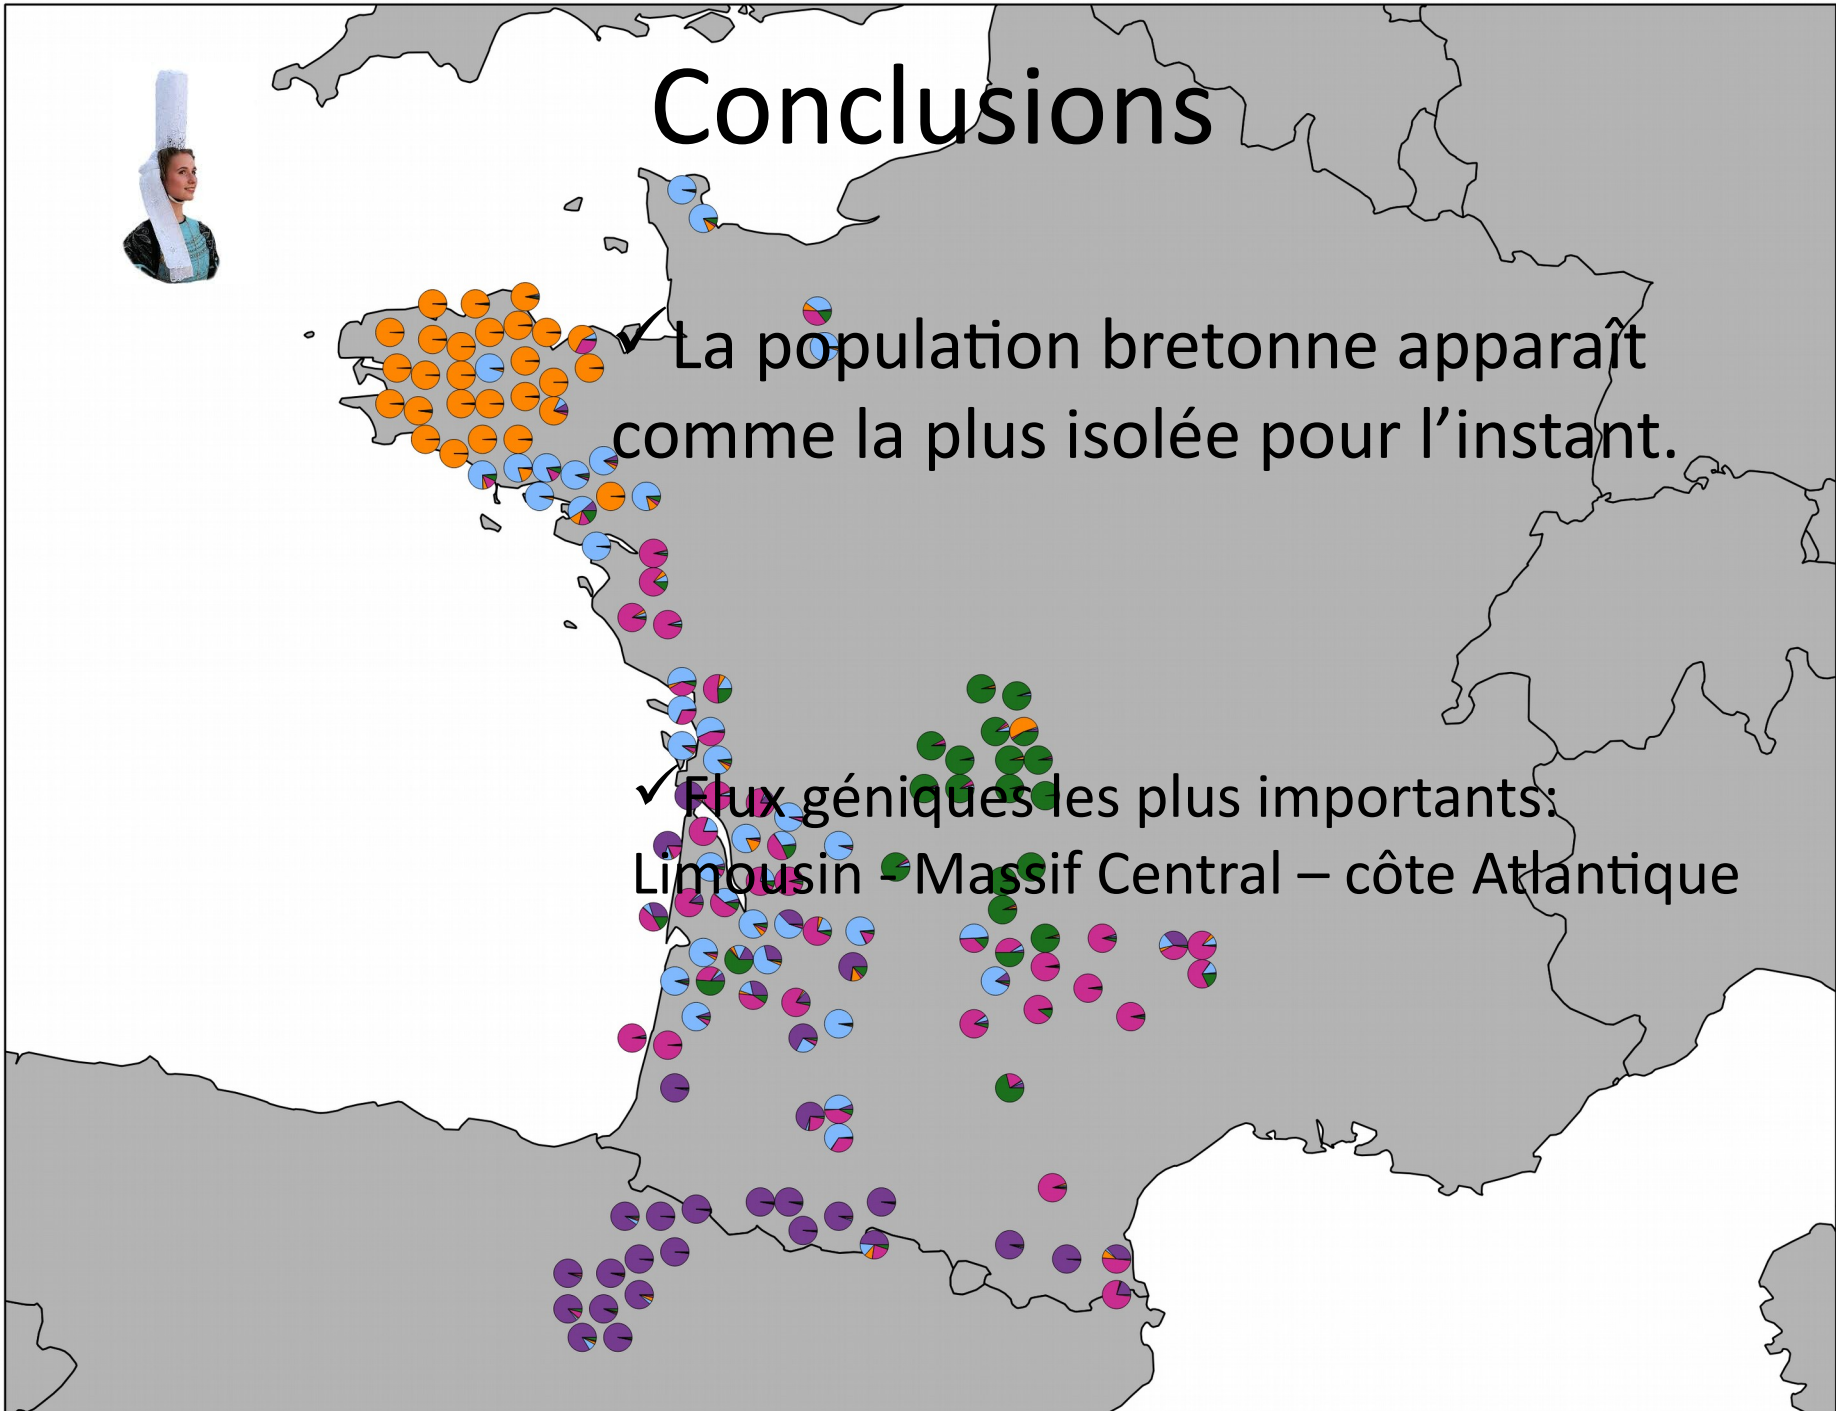 Conclusions
✓ La population bretonne apparaît
comme la plus isolée pour l’instant.
✓ Flux géniques les plus importants:
Limousin - Massif Central – côte Atlantique